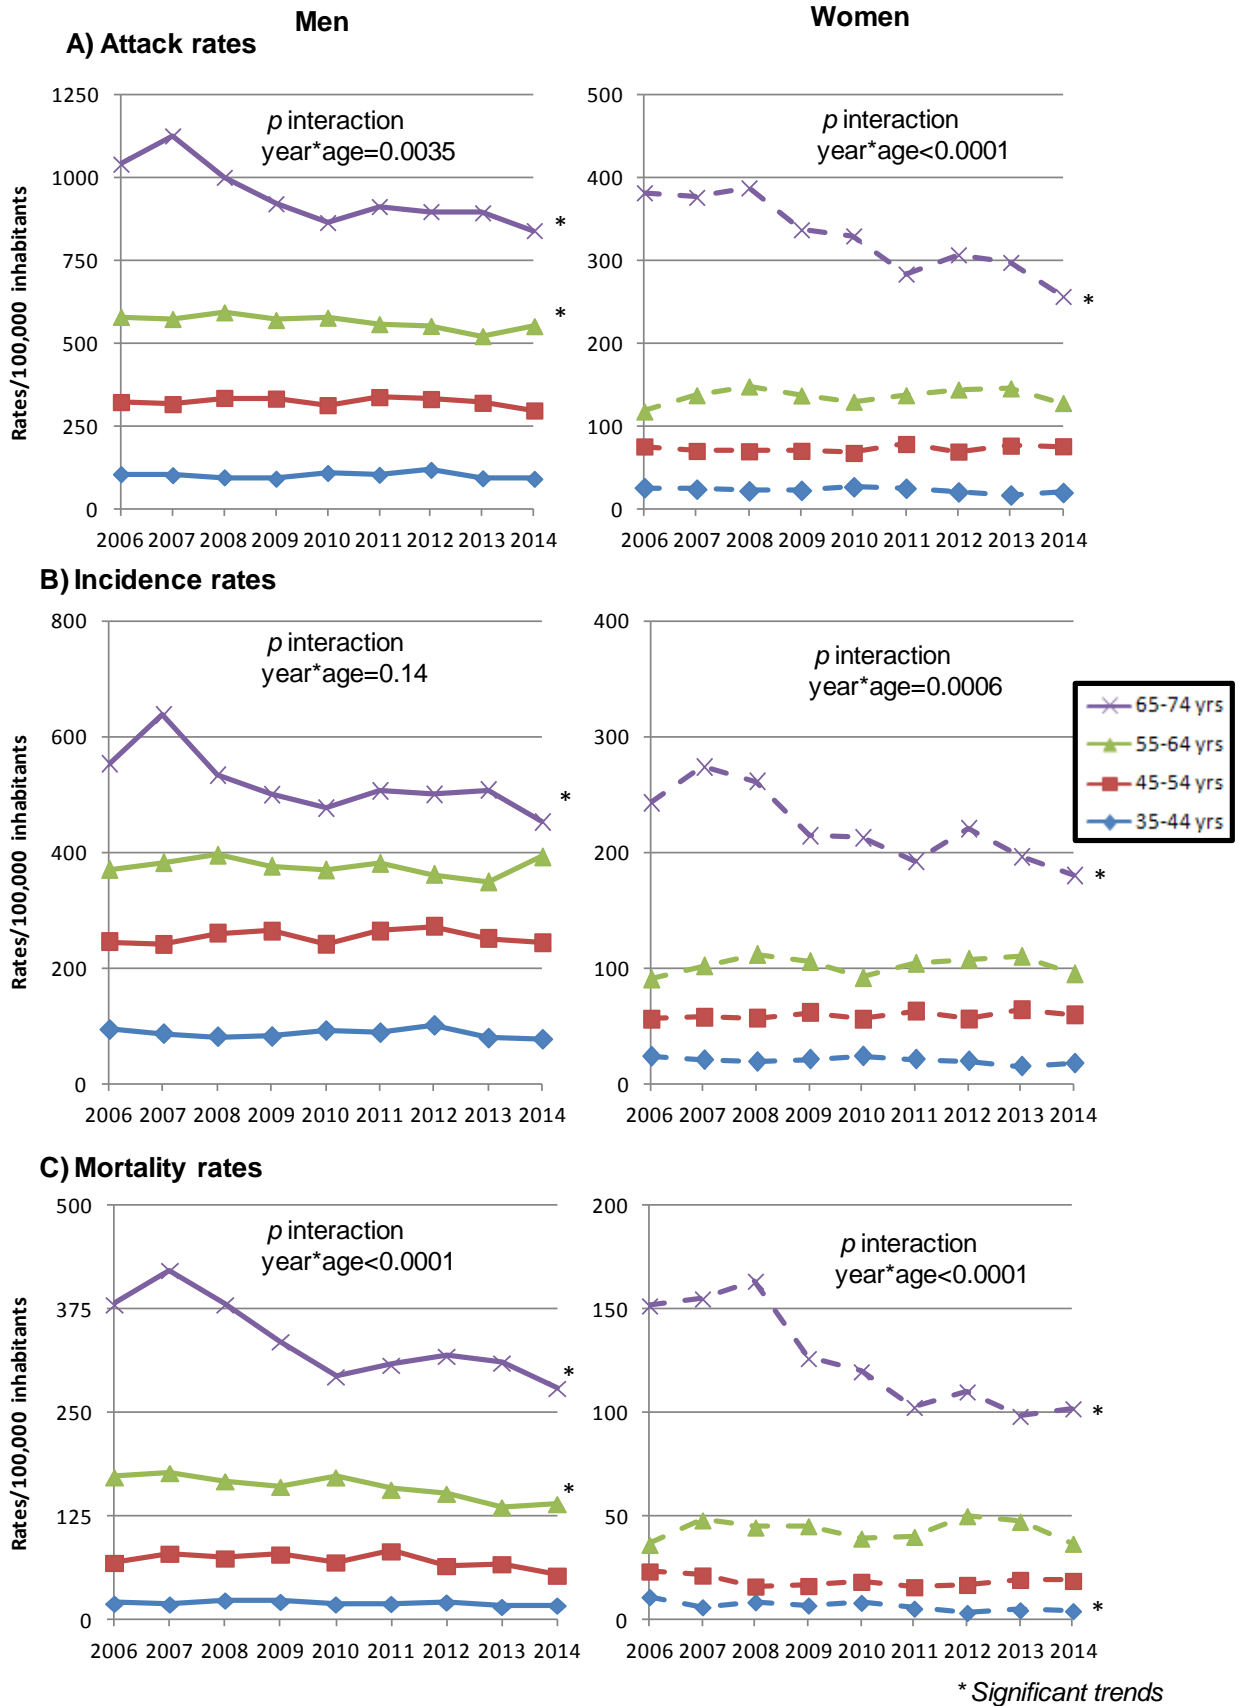 Men
Women
A) Attack rates
Rates/100,000 inhabitants
1250
1000
750
500
250
0
p interaction
year*age=0.0035
*
*
2006 2007 2008 2009 2010 2011 2012 2013 2014
500
400
300
200
100
0
p interaction
year*age<0.0001
*
2006 2007 2008 2009 2010 2011 2012 2013 2014
B) Incidence rates
Rates/100,000 inhabitants
800
600
400
200
0
p interaction
year*age=0.14
*
2006 2007 2008 2009 2010 2011 2012 2013 2014
400
300
200
100
0
p interaction
year*age=0.0006
*
2006 2007 2008 2009 2010 2011 2012 2013 2014
65-74 yrs
55-64 yrs
45-54 yrs
35-44 yrs
C) Mortality rates
Rates/100,000 inhabitants
500
375
250
125
0
p interaction
year*age<0.0001
*
*
2006 2007 2008 2009 2010 2011 2012 2013 2014
200
150
100
50
0
p interaction
year*age<0.0001
*
*
2006 2007 2008 2009 2010 2011 2012 2013 2014
* Significant trends